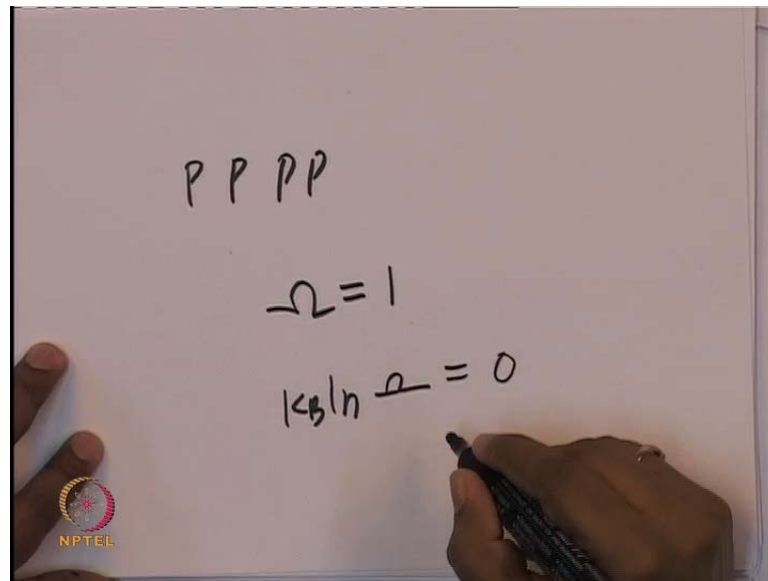 P P P P
Ω = 1
k_B ln Ω = 0
NPTEL